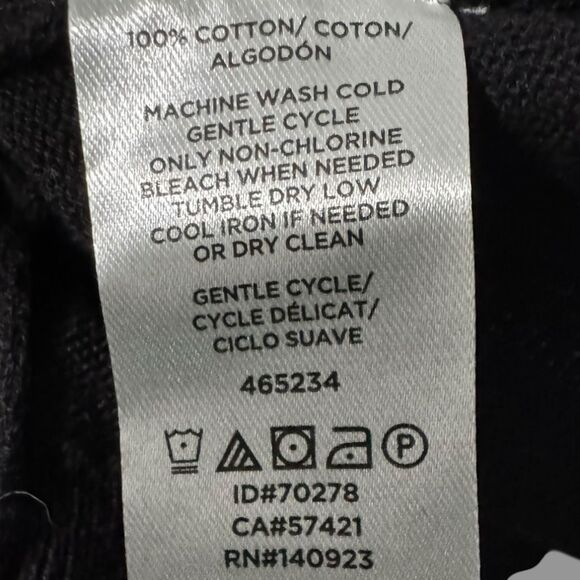 100% COTTON/ COTON/
ALGODÓN
MACHINE WASH COLD
GENTLE CYCLE
ONLY NON-CHLORINE
BLEACH WHEN NEEDED
TUMBLE DRY LOW
COOL IRON IF NEEDED
OR DRY CLEAN
GENTLE CYCLE/
CYCLE DÉLICAT/
CICLO SUAVE
465234
P
ID#70278
CA#57421
RN#140923